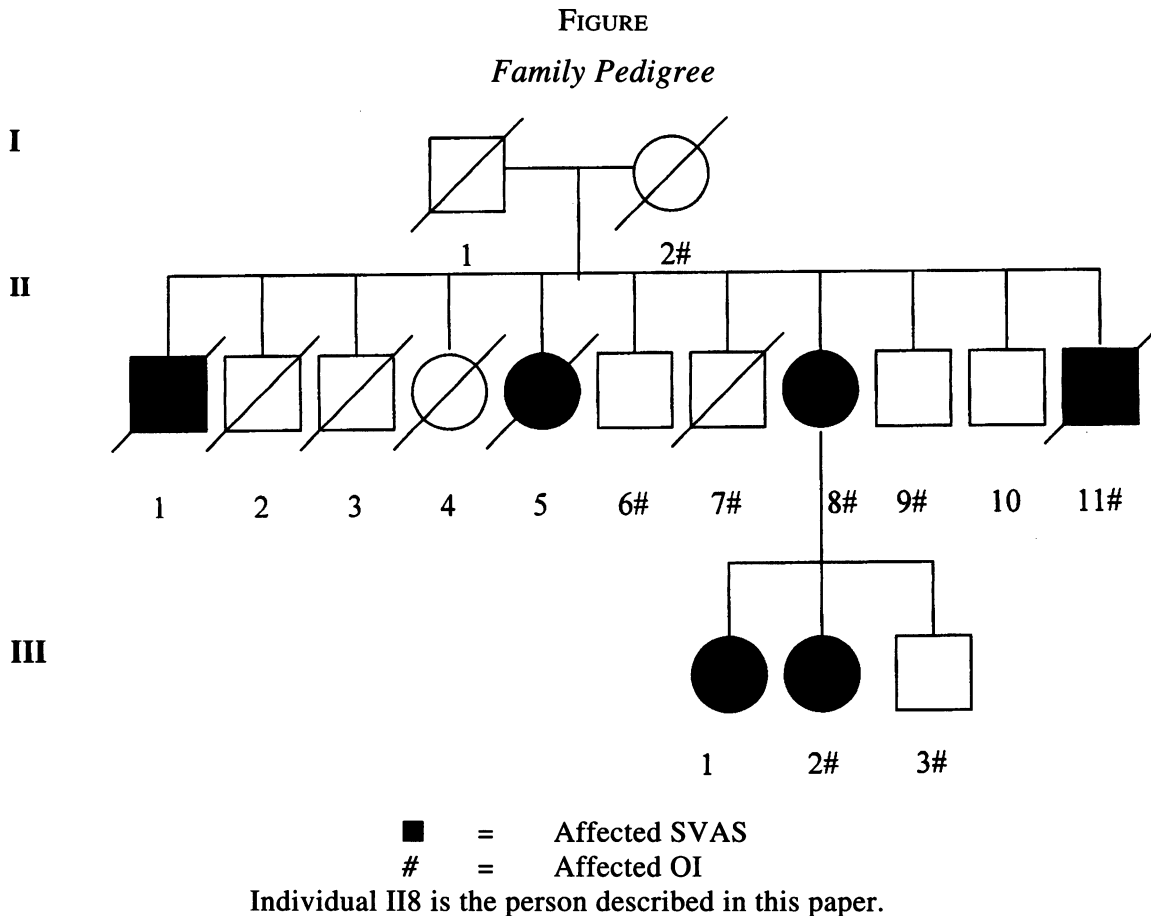 FIGURE
Family Pedigree
I
1 2#
II
1 2 3 4 5 6# 7# 8# 9# 10 11#
III
1 2# 3#
■ = Affected SVAS
# = Affected OI
Individual II8 is the person described in this paper.